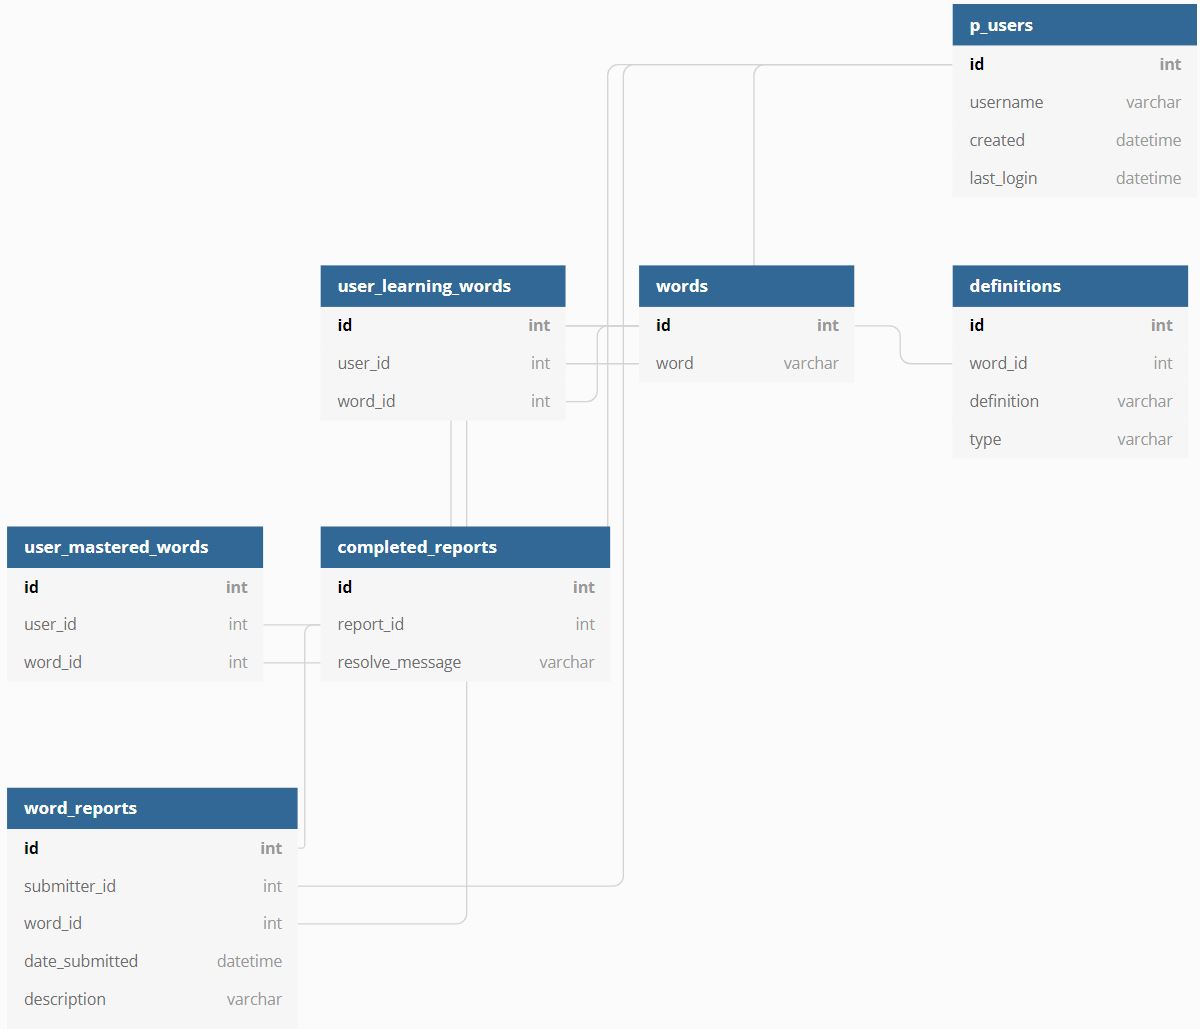 p_users
id int
username varchar
created datetime
last_login datetime
user_learning_words
id int
user_id int
word_id int
words
id int
word varchar
definitions
id int
word_id int
definition varchar
type varchar
user_mastered_words
id int
user_id int
word_id int
completed_reports
id int
report_id int
resolve_message varchar
word_reports
id int
submitter_id int
word_id int
date_submitted datetime
description varchar